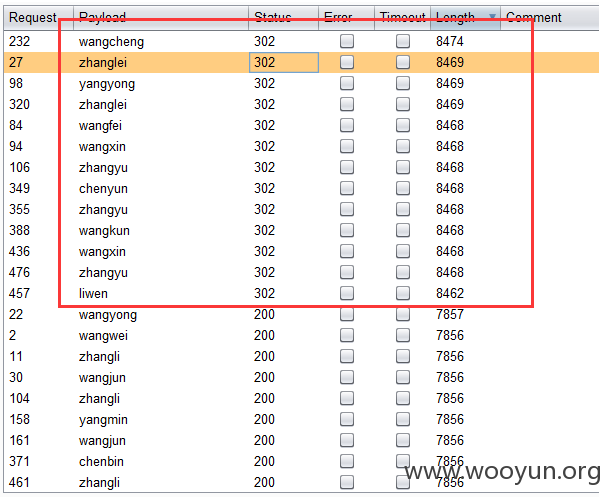 Request Payload Status Error Timeout Length Comment
232 wangcheng 302 8474
27 zhanglei 302 8469
98 yangyong 302 8469
320 zhanglei 302 8469
84 wangfei 302 8468
94 wangxin 302 8468
106 zhangyu 302 8468
349 chenyun 302 8468
355 zhangyu 302 8468
388 wangkun 302 8468
436 wangxin 302 8468
476 zhangyu 302 8468
457 liwen 302 8462
22 wangyong 200 7857
2 wangwei 200 7856
11 zhangli 200 7856
30 wangjun 200 7856
104 zhangli 200 7856
158 yangmin 200 7856
161 wangjun 200 7856
371 chenbin 200 7856
461 zhangli 200 7856
www.wooyun.org